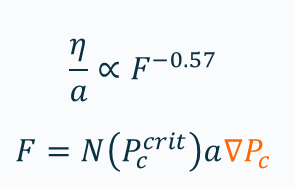 η/a ∝ F^{-0.57}
F = N(P_c^{crit})a∇P_c